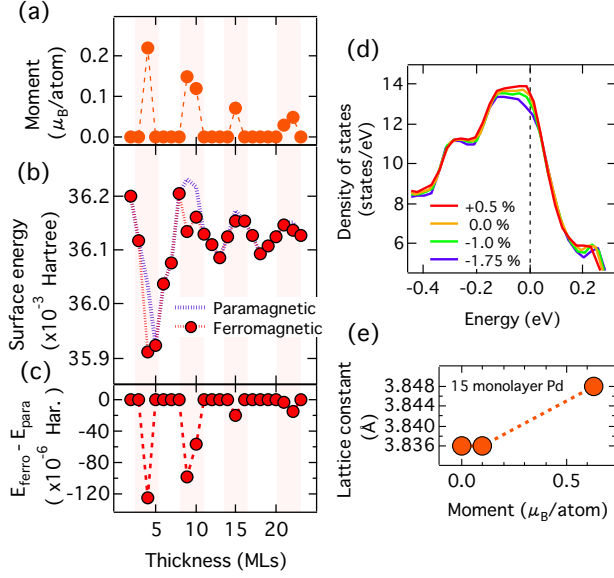 (a)
Moment
(μB/atom)
0.2
0.1
0.0
(b)
Surface energy
(x10⁻³ Hartree)
36.2
36.1
36.0
35.9
Paramagnetic
Ferromagnetic
(c)
Eferro - Epara
(x10⁻⁶ Har.)
0
-40
-80
-120
5
10
15
20
Thickness (MLs)
(d)
Density of states
(states/eV)
14
12
10
8
6
+0.5 %
0.0 %
-1.0 %
-1.75 %
-0.4
-0.2
0.0
0.2
Energy (eV)
(e)
Lattice constant
(Å)
3.848
3.844
3.840
3.836
15 monolayer Pd
0.0
0.5
Moment (μB/atom)